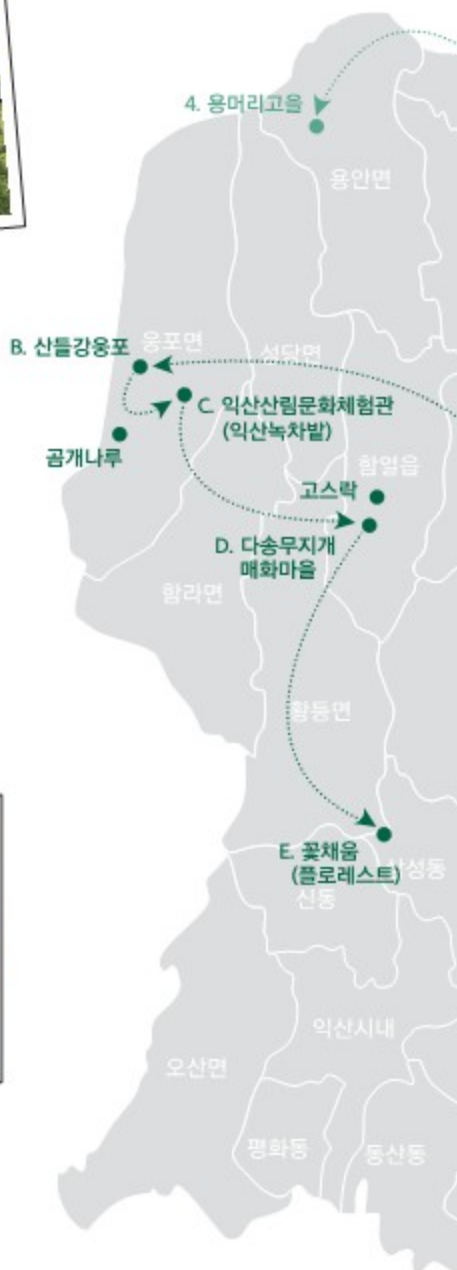 4. 용머리고을
용안면
B. 산들강웅포
웅포면
성당면
C. 익산산림문화체험관
(익산녹차밭)
곰개나루
함열읍
고스락
D. 다송무지개
매화마을
함라면
황등면
E. 꽃채움
(플로레스트)
삼성동
신동
익산시내
오산면
평화동
동산동